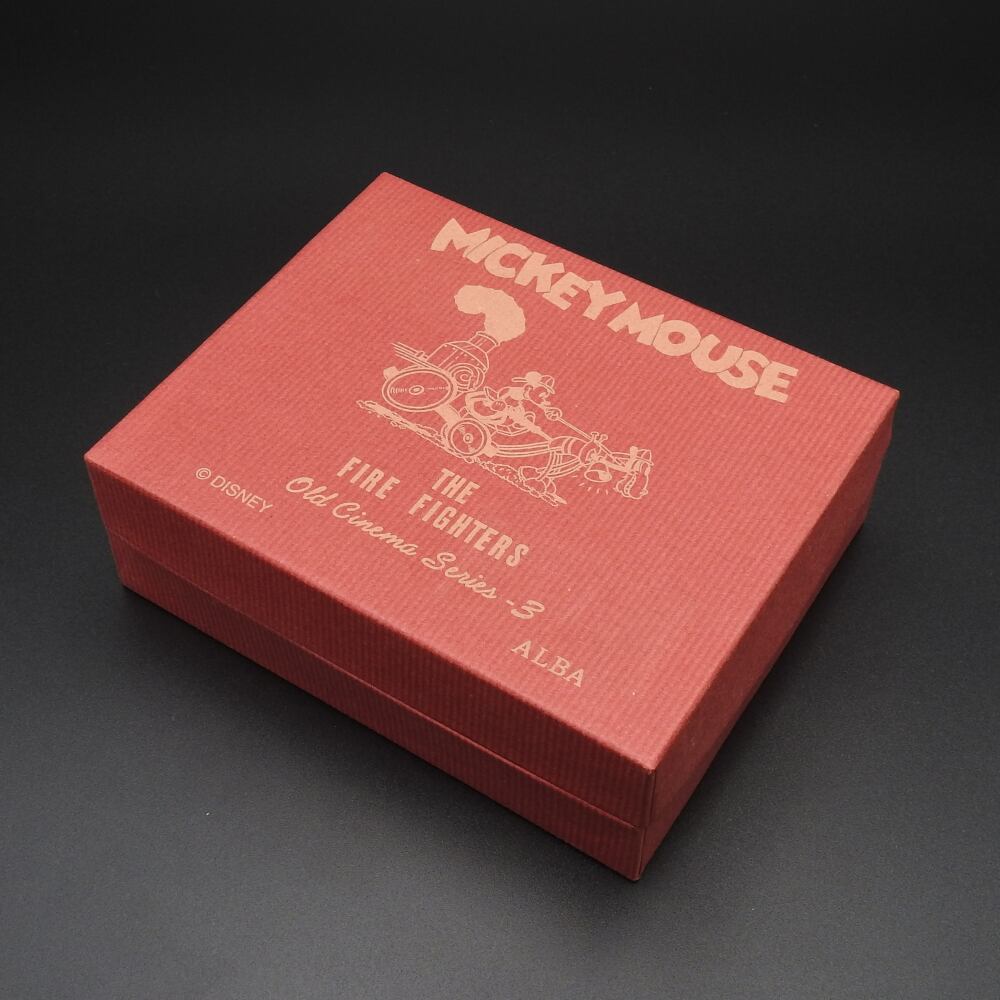 MICKEY MOUSE
THE
FIRE FIGHTERS
Old Cinema Series -3
© DISNEY
ALBA